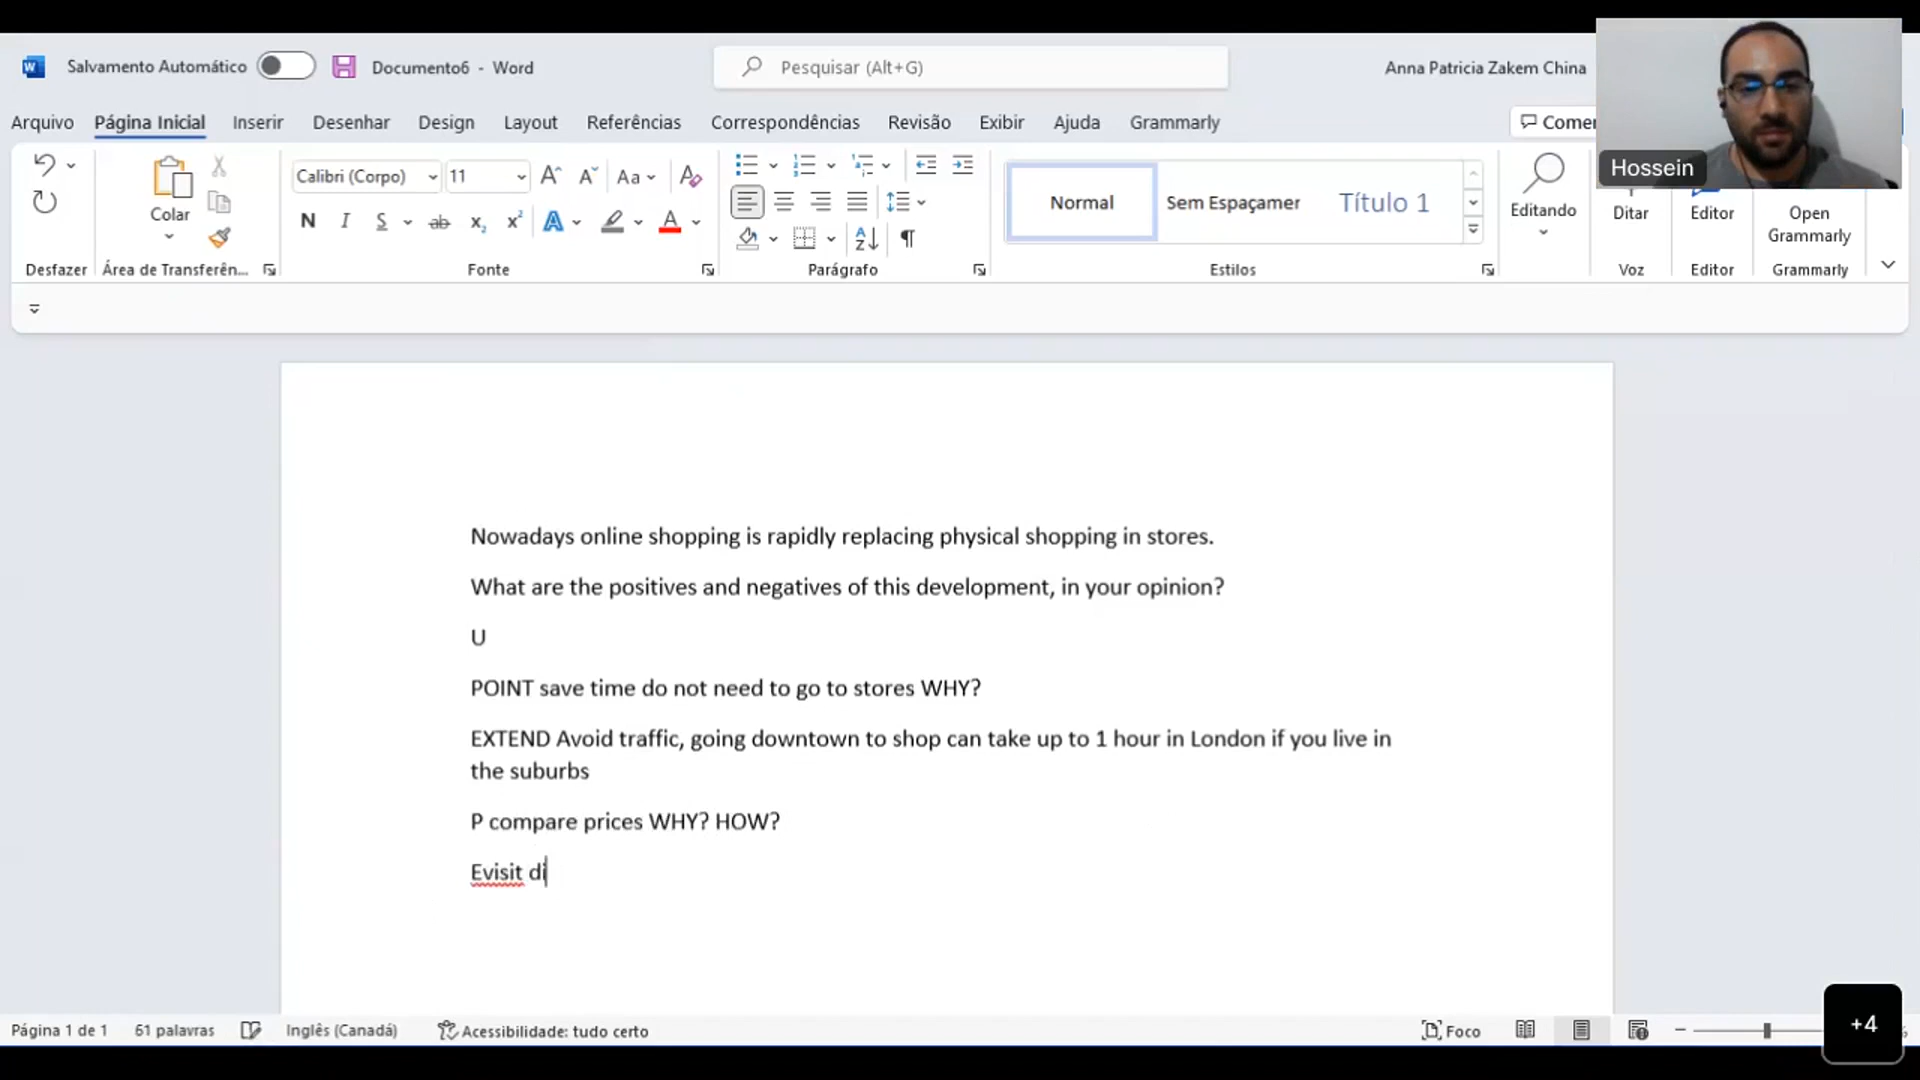 Salvamento Automático
Documento6 - Word
Pesquisar (Alt+G)
Anna Patricia Zakem China
Arquivo Página Inicial Inserir Desenhar Design Layout Referências Correspondências Revisão Exibir Ajuda Grammarly
Hossein
Colar
Calibri (Corpo) 11
Aa
N I S ab x₂ x² A A
Normal
Sem Espaçamer
Título 1
Editando
Ditar
Editor
Open
Grammarly
Desfazer
Área de Transferên...
Fonte
Parágrafo
Estilos
Voz
Editor
Grammarly
Nowadays online shopping is rapidly replacing physical shopping in stores.
What are the positives and negatives of this development, in your opinion?
U
POINT save time do not need to go to stores WHY?
EXTEND Avoid traffic, going downtown to shop can take up to 1 hour in London if you live in
the suburbs
P compare prices WHY? HOW?
Evisit di
Página 1 de 1
61 palavras
Inglês (Canadá)
Acessibilidade: tudo certo
Foco
+4